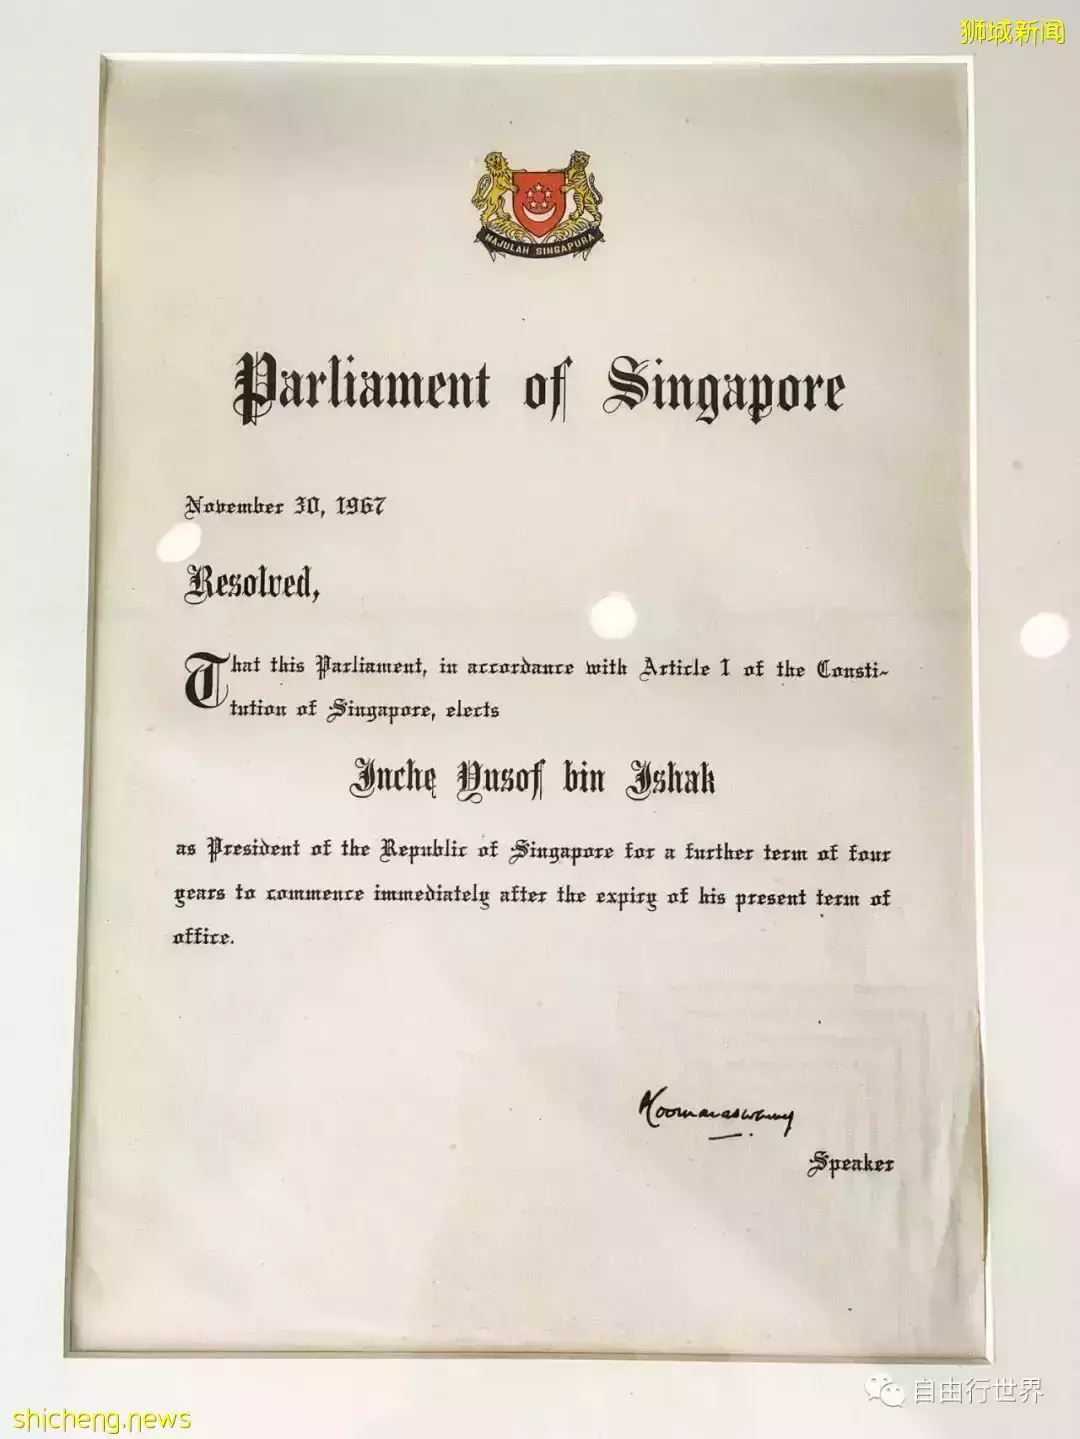 狮城新闻
MAJULAH SINGAPURA
Parliament of Singapore
November 30, 1967
Resolved,
That this Parliament, in accordance with Article 1 of the Consti-
tution of Singapore, elects
Inche Yusof bin Ishak
as President of the Republic of Singapore for a further term of four
years to commence immediately after the expiry of his present term of
office.
Koomaraswamy
Speaker
自由行世界
shicheng.news